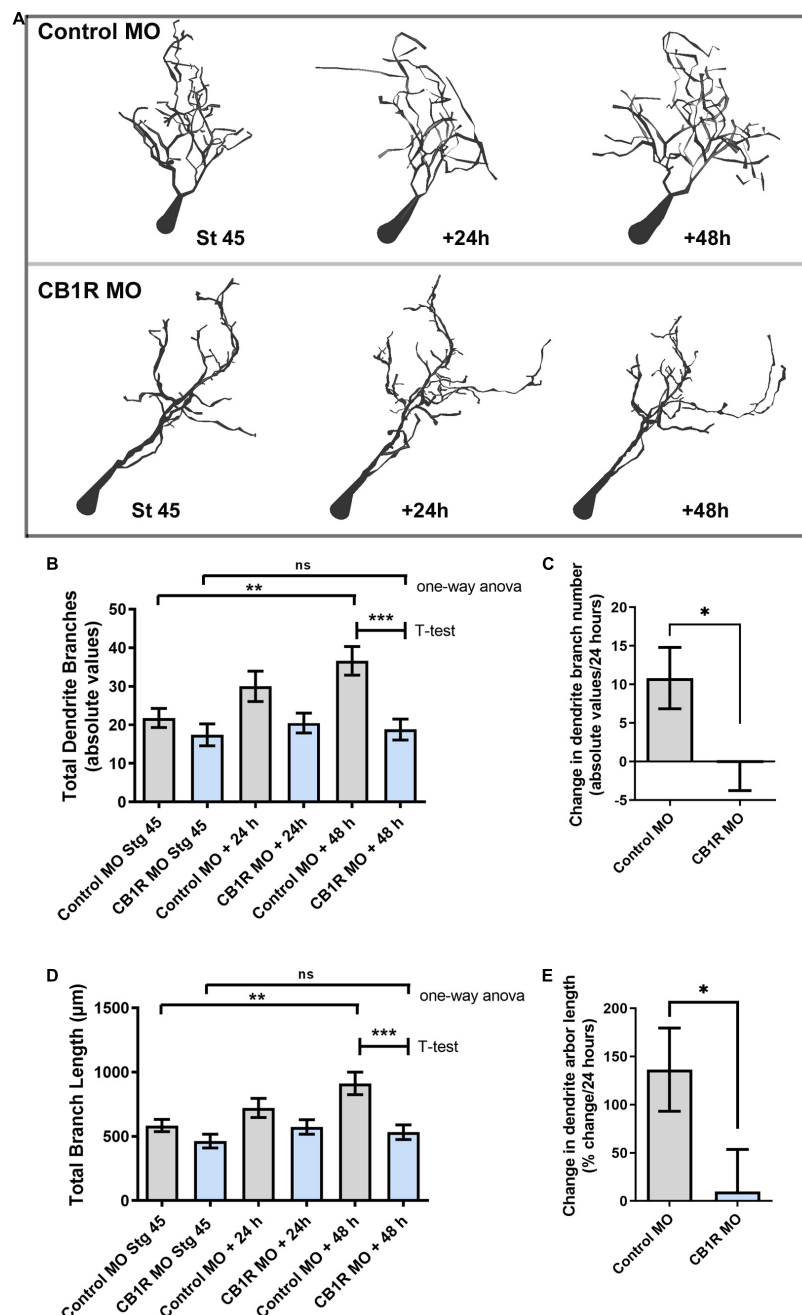 A
Control MO
St 45
+24h
+48h
CB1R MO
St 45
+24h
+48h
B
ns
one-way anova
**
***
T-test
Total Dendrite Branches
(absolute values)
50
40
30
20
10
0
Control MO Stg 45
CB1R MO Stg 45
Control MO + 24 h
CB1R MO + 24h
Control MO + 48 h
CB1R MO + 48 h
C
*
Change in dendrite branch number
(absolute values/24 hours)
20
15
10
5
0
-5
Control MO
CB1R MO
D
ns
one-way anova
**
***
T-test
Total Branch Length (µm)
1500
1000
500
0
Control MO Stg 45
CB1R MO Stg 45
Control MO + 24 h
CB1R MO + 24h
Control MO + 48 h
CB1R MO + 48 h
E
*
Change in dendrite arbor length
(% change/24 hours)
200
150
100
50
0
Control MO
CB1R MO